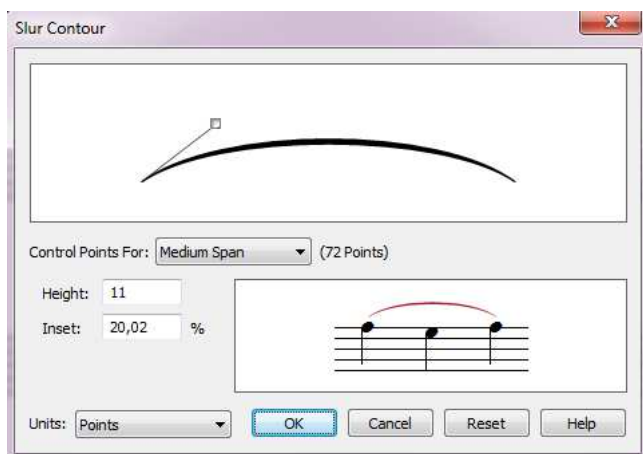 Slur Contour
Control Points For: Medium Span (72 Points)
Height: 11
Inset: 20,02 %
Units: Points OK Cancel Reset Help